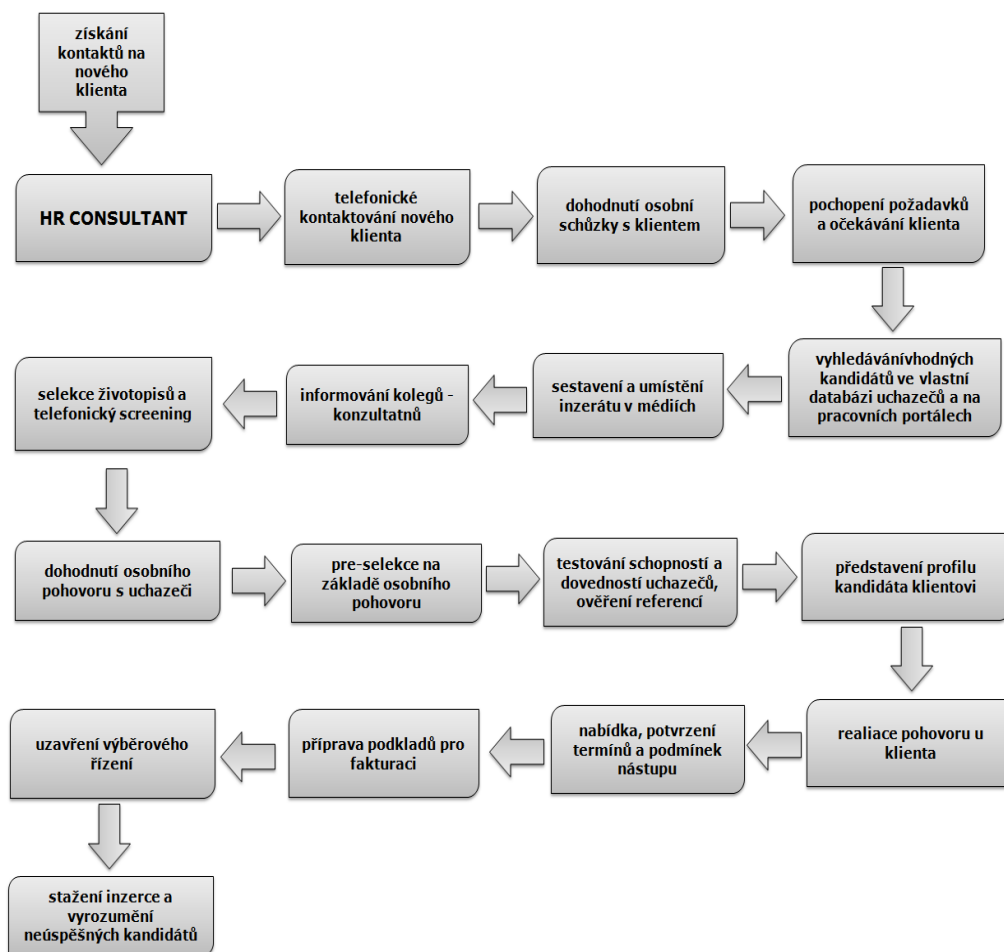 získání
kontaktů na
nového
klienta
HR CONSULTANT
telefonické
kontaktování nového
klienta
dohodnutí osobní
schůzky s klientem
pochopení požadavků
a očekávání klienta
vyhledávánívhodných
kandidátů ve vlastní
databázi uchazečů a na
pracovních portálech
sestavení a umístění
inzerátu v médiích
informování kolegů -
konzultatnů
selekce životopisů a
telefonický screening
dohodnutí osobního
pohovoru s uchazeči
pre-selekce na
základě osobního
pohovoru
testování schopností a
dovedností uchazečů,
ověření referencí
představení profilu
kandidáta klientovi
realiace pohovoru u
klienta
nabídka, potvrzení
termínů a podmínek
nástupu
příprava podkladů pro
fakturaci
uzavření výběrového
řízení
stažení inzerce a
vyrozumění
neúspěšných kandidátů